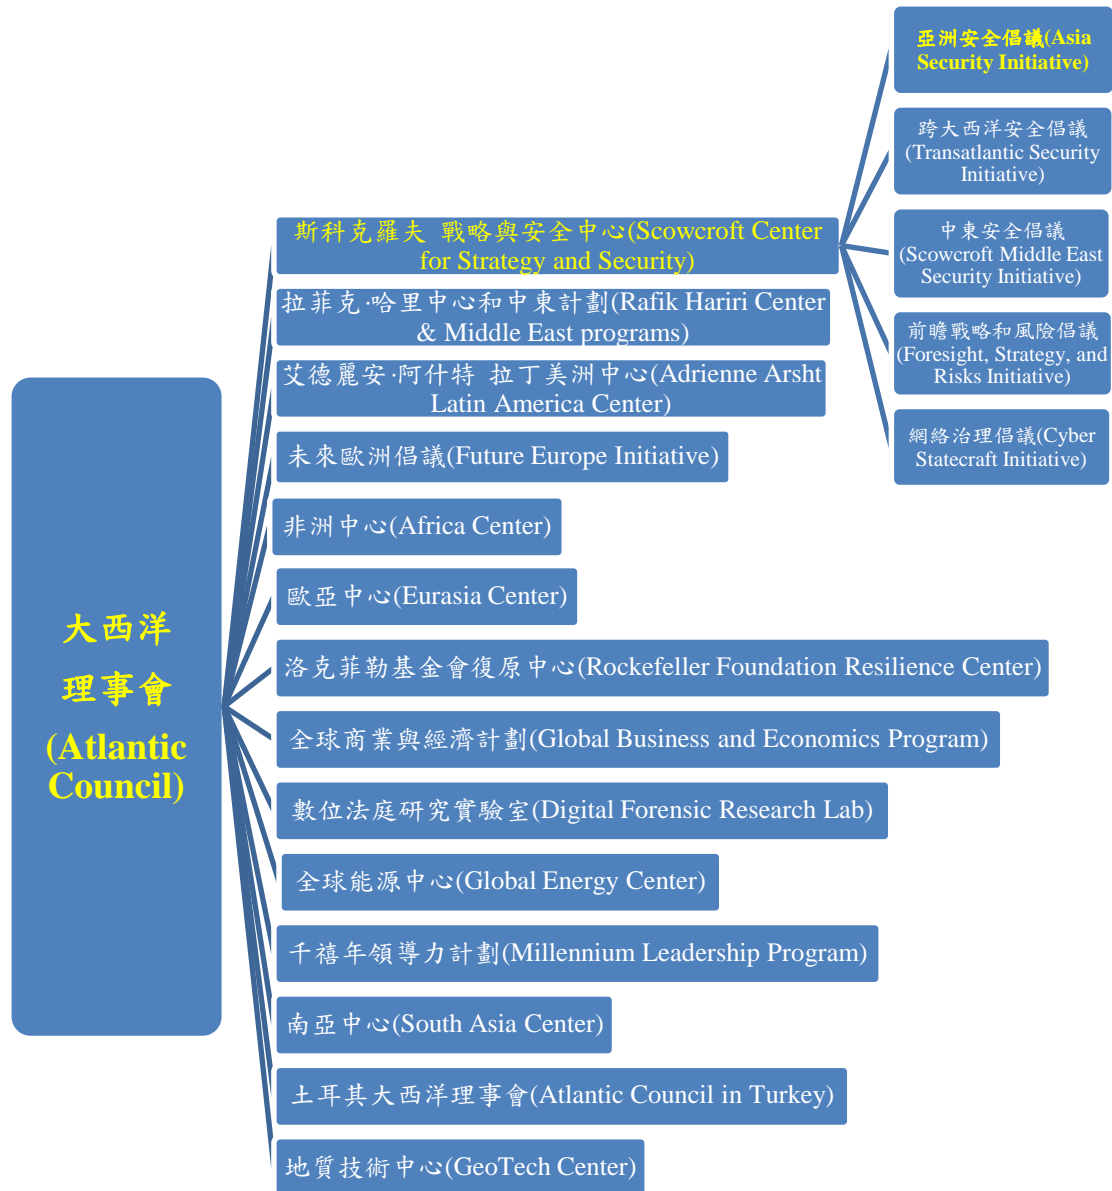 大西洋
理事會
(Atlantic
Council)
斯科克羅夫 戰略與安全中心(Scowcroft Center
for Strategy and Security)
拉菲克·哈里中心和中東計劃(Rafik Hariri Center
& Middle East programs)
艾德麗安·阿什特 拉丁美洲中心(Adrienne Arsht
Latin America Center)
未來歐洲倡議(Future Europe Initiative)
非洲中心(Africa Center)
歐亞中心(Eurasia Center)
洛克菲勒基金會復原中心(Rockefeller Foundation Resilience Center)
全球商業與經濟計劃(Global Business and Economics Program)
數位法庭研究實驗室(Digital Forensic Research Lab)
全球能源中心(Global Energy Center)
千禧年領導力計劃(Millennium Leadership Program)
南亞中心(South Asia Center)
土耳其大西洋理事會(Atlantic Council in Turkey)
地質技術中心(GeoTech Center)
亞洲安全倡議(Asia
Security Initiative)
跨大西洋安全倡議
(Transatlantic Security
Initiative)
中東安全倡議
(Scowcroft Middle East
Security Initiative)
前瞻戰略和風險倡議
(Foresight, Strategy, and
Risks Initiative)
網絡治理倡議(Cyber
Statecraft Initiative)